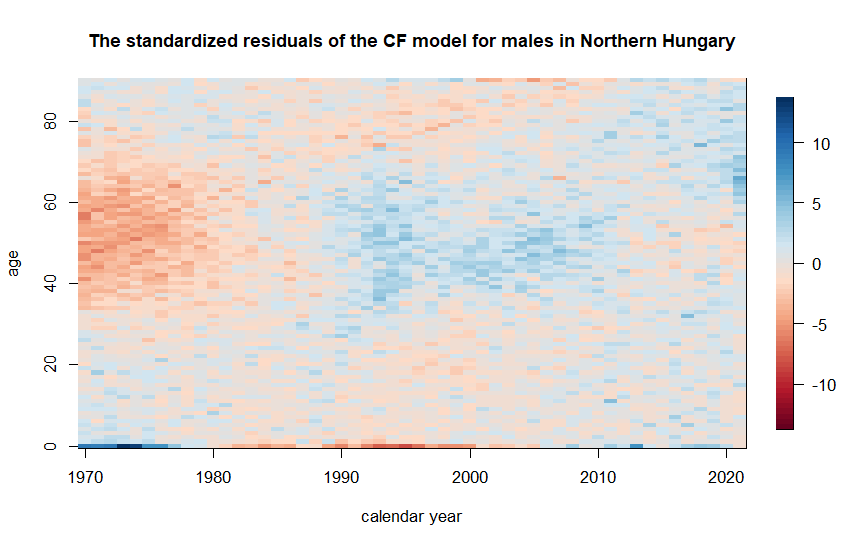 The standardized residuals of the CF model for males in Northern Hungary
age
80
60
40
20
0
1970 1980 1990 2000 2010 2020
calendar year
10
5
0
-5
-10